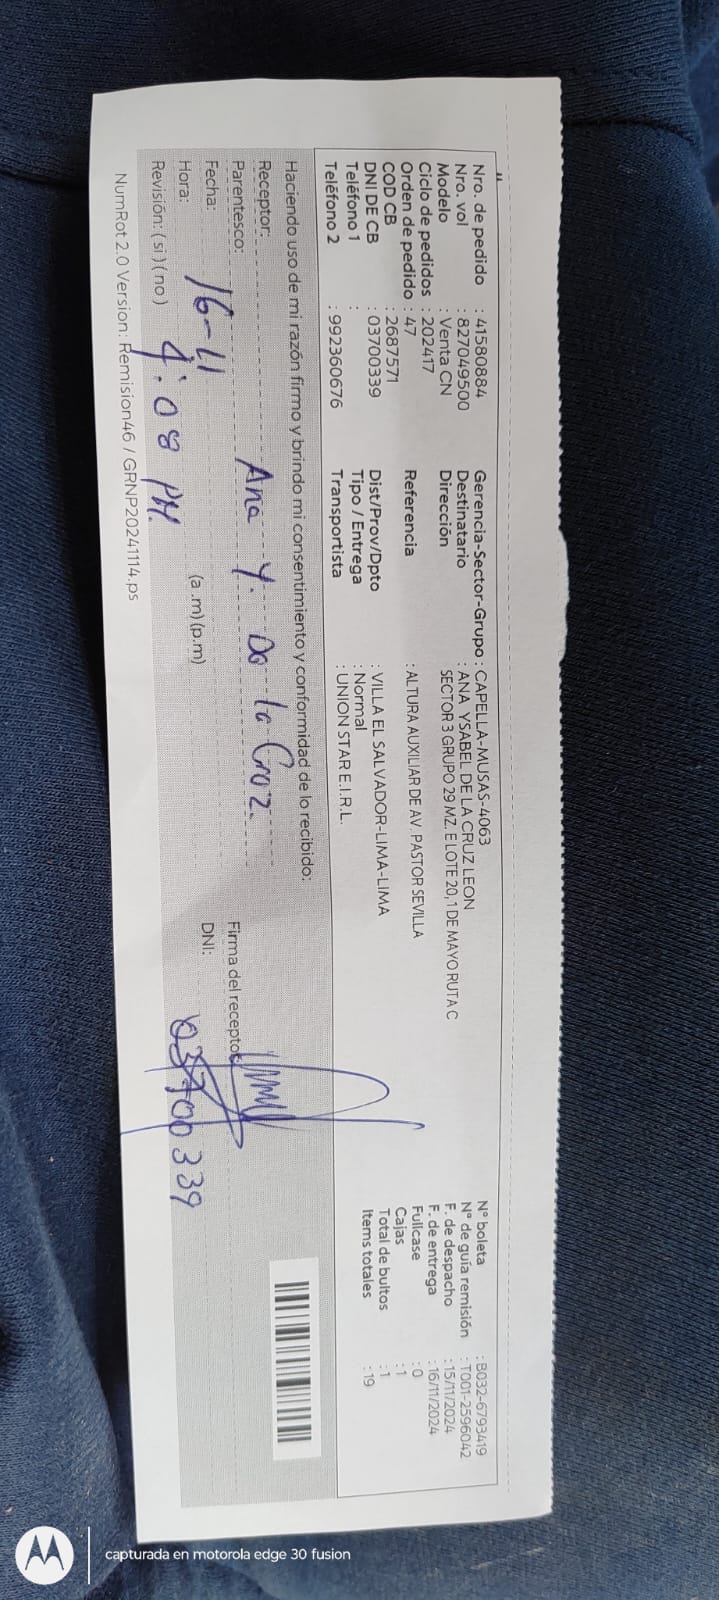 Nro. de pedido : 41580884
Nro. vol : 827049500
Modelo : Venta CN
Ciclo de pedidos : 202417
Orden de pedido : 47
COD CB : 2687571
DNI DE CB : 03700339
Teléfono 1 :
Teléfono 2 : 992360676
Gerencia-Sector-Grupo : CAPELLA-MUSAS-4063
Destinatario : ANA YSABEL DE LA CRUZ LEON
Dirección SECTOR 3 GRUPO 29 MZ. E LOTE 20, 1 DE MAYO RUTA C
Referencia : ALTURA AUXILIAR DE AV. PASTOR SEVILLA
Dist/Prov/Dpto : VILLA EL SALVADOR-LIMA-LIMA
Tipo / Entrega : Normal
Transportista : UNION STAR E.I.R.L.
N° boleta : B032-6793419
N° de guía remisión : T001-2596042
F. de despacho : 15/11/2024
F. de entrega : 16/11/2024
Fullcase : 0
Cajas : 1
Total de bultos : 1
Items totales : 19
Haciendo uso de mi razón firmo y brindo mi consentimiento y conformidad de lo recibido:
Receptor: Ana Y. De la Cruz.
Parentesco:
Fecha: 16-11
Hora: 4:08 PM. (a.m)(p.m)
Revisión: (si)(no)
Firma del receptor
DNI: 03700339
NumRot 2.0 Version: Remision46 / GRNP20241114.ps
capturada en motorola edge 30 fusion